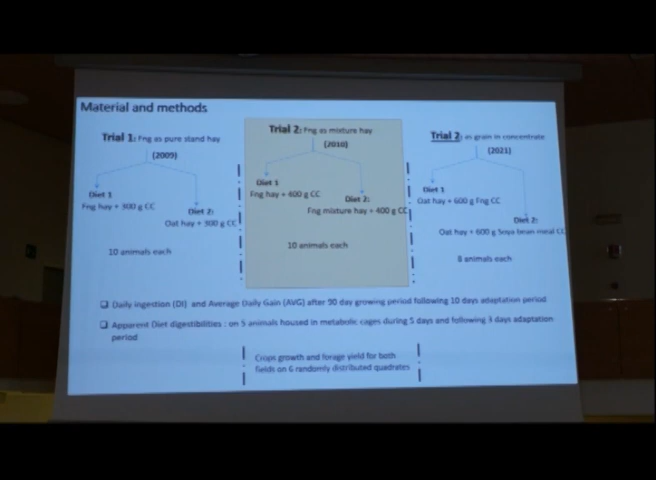 Material and methods
Trial 1: Fng as pure stand hay
(2009)
Diet 1
Fng hay + 300 g CC
Diet 2:
Oat hay + 300 g CC
10 animals each
Trial 2: Fng as mixture hay
(2010)
Diet 1
Fng hay + 400 g CC
Diet 2:
Fng mixture hay + 400 g CC
10 animals each
Trial 2: as grain in concentrate
(2021)
Diet 1
Oat hay + 600 g Fng CC
Diet 2:
Oat hay + 600 g Soya bean meal CC
8 animals each
❑ Daily ingestion (DI) and Average Daily Gain (AVG) after 90 day growing period following 10 days adaptation period
❑ Apparent Diet digestibilities : on 5 animals housed in metabolic cages during 5 days and following 3 days adaptation
period
Crops growth and forage yield for both
fields on 6 randomly distributed quadrates